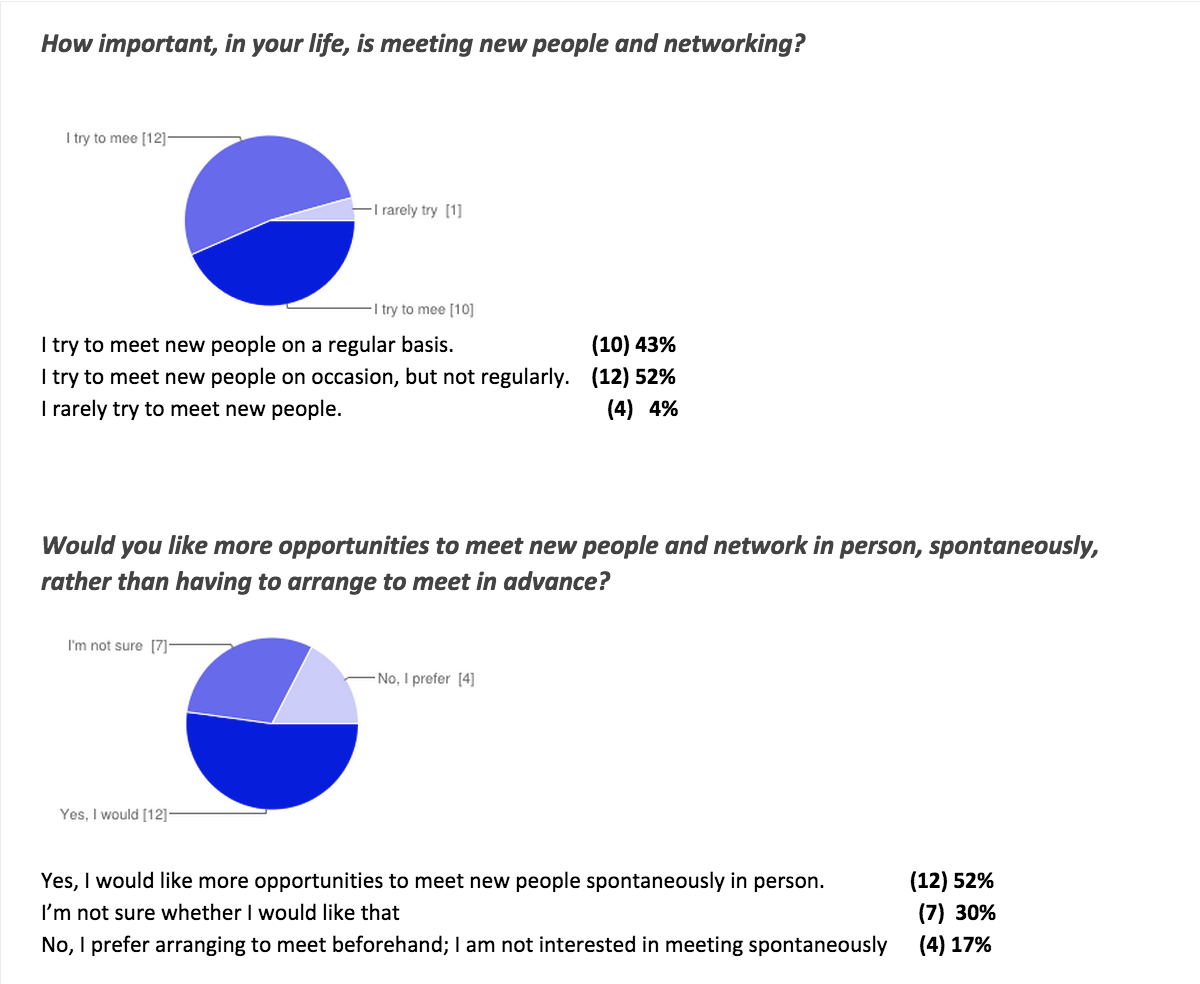 How important, in your life, is meeting new people and networking?
I try to mee [12]
I rarely try [1]
I try to mee [10]
I try to meet new people on a regular basis. (10) 43%
I try to meet new people on occasion, but not regularly. (12) 52%
I rarely try to meet new people. (4) 4%
Would you like more opportunities to meet new people and network in person, spontaneously,
rather than having to arrange to meet in advance?
I'm not sure [7]
No, I prefer [4]
Yes, I would [12]
Yes, I would like more opportunities to meet new people spontaneously in person. (12) 52%
I’m not sure whether I would like that (7) 30%
No, I prefer arranging to meet beforehand; I am not interested in meeting spontaneously (4) 17%